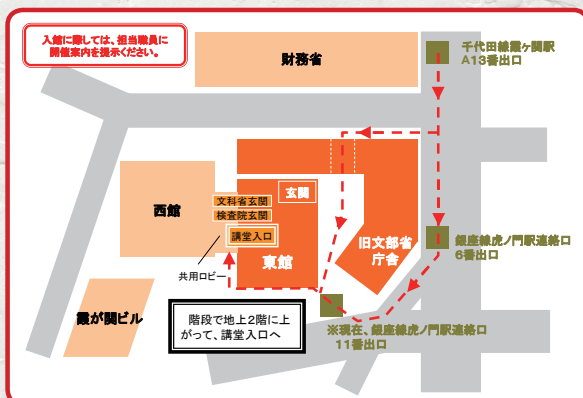 入館に際しては、担当職員に
開催案内を提示ください。
財務省
千代田線霞ヶ関駅
A13番出口
西館
文科省玄関
検査院玄関
講堂入口
玄関
東館
旧文部省
庁舎
銀座線虎ノ門駅連絡口
6番出口
共用ロビー
霞が関ビル
階段で地上2階に上
がって、講堂入口へ
※現在、銀座線虎ノ門駅連絡口
11番出口